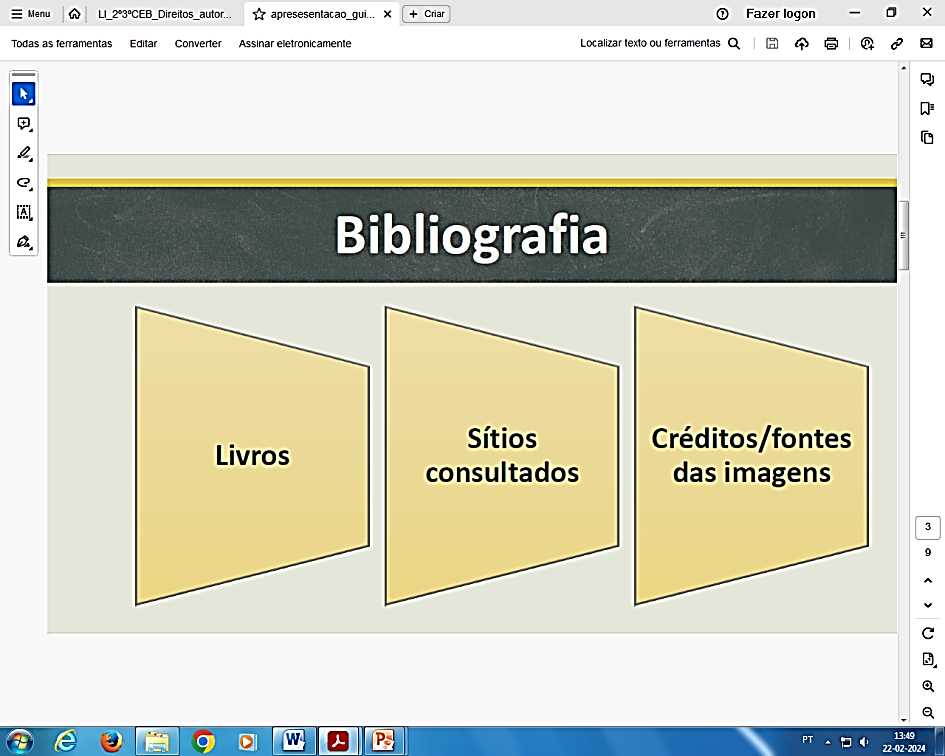 Menu
LI_2º3ºCEB_Direitos_autor...
apresesentacao_gui...
Criar
Fazer logon
Todas as ferramentas
Editar
Converter
Assinar eletronicamente
Localizar texto ou ferramentas
Bibliografia
Livros
Sítios
consultados
Créditos/fontes
das imagens
3
9
PT
13:49
22-02-2024